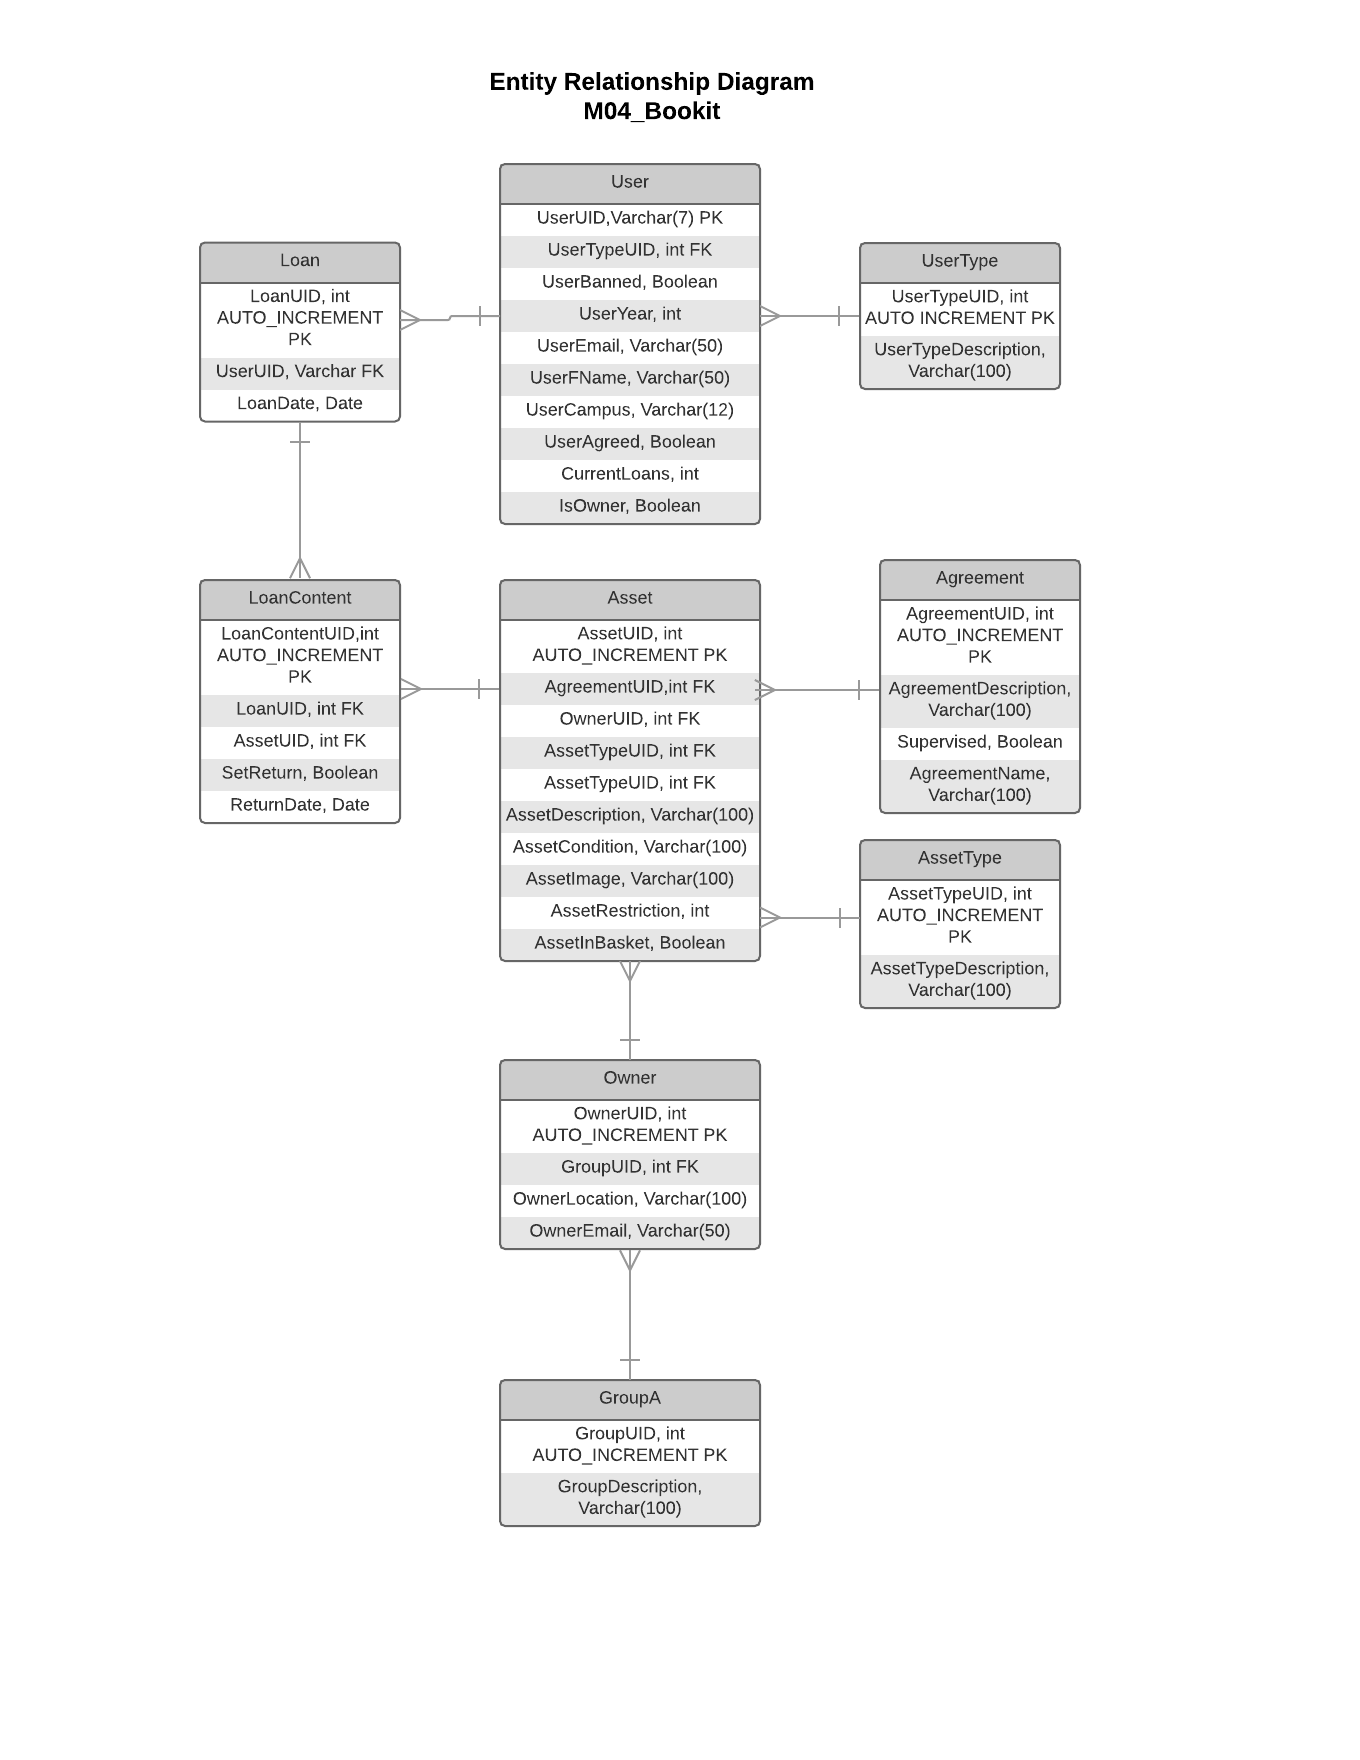 Entity Relationship Diagram
M04_Bookit
User
UserUID,Varchar(7) PK
UserTypeUID, int FK
UserBanned, Boolean
UserYear, int
UserEmail, Varchar(50)
UserFName, Varchar(50)
UserCampus, Varchar(12)
UserAgreed, Boolean
CurrentLoans, int
IsOwner, Boolean
Loan
LoanUID, int
AUTO_INCREMENT
PK
UserUID, Varchar FK
LoanDate, Date
UserType
UserTypeUID, int
AUTO INCREMENT PK
UserTypeDescription,
Varchar(100)
LoanContent
LoanContentUID,int
AUTO_INCREMENT
PK
LoanUID, int FK
AssetUID, int FK
SetReturn, Boolean
ReturnDate, Date
Asset
AssetUID, int
AUTO_INCREMENT PK
AgreementUID,int FK
OwnerUID, int FK
AssetTypeUID, int FK
AssetTypeUID, int FK
AssetDescription, Varchar(100)
AssetCondition, Varchar(100)
AssetImage, Varchar(100)
AssetRestriction, int
AssetInBasket, Boolean
Agreement
AgreementUID, int
AUTO_INCREMENT
PK
AgreementDescription,
Varchar(100)
Supervised, Boolean
AgreementName,
Varchar(100)
AssetType
AssetTypeUID, int
AUTO_INCREMENT
PK
AssetTypeDescription,
Varchar(100)
Owner
OwnerUID, int
AUTO_INCREMENT PK
GroupUID, int FK
OwnerLocation, Varchar(100)
OwnerEmail, Varchar(50)
GroupA
GroupUID, int
AUTO_INCREMENT PK
GroupDescription,
Varchar(100)